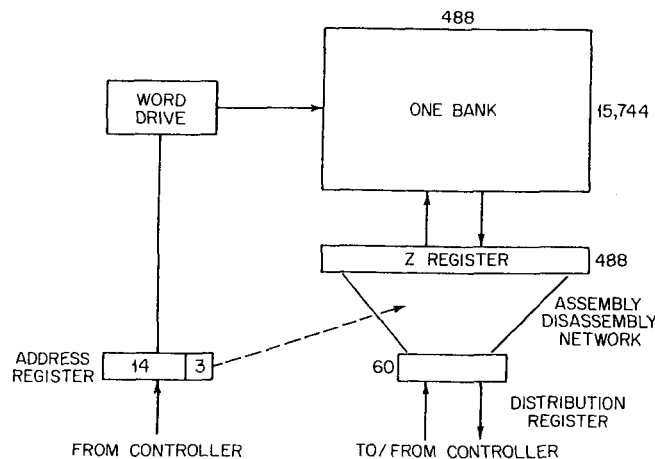 488
WORD
DRIVE
ONE BANK
15,744
Z REGISTER
488
ASSEMBLY
DISASSEMBLY
NETWORK
ADDRESS
REGISTER
14
3
60
DISTRIBUTION
REGISTER
FROM CONTROLLER
TO/FROM CONTROLLER